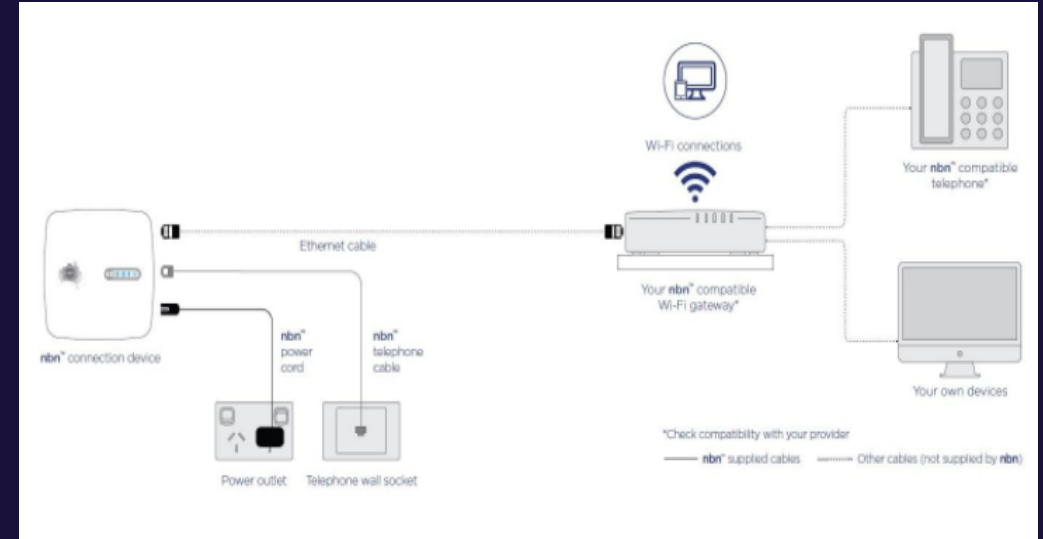 Wi-Fi connections
Your nbn™ compatible
telephone*
Ethernet cable
Your nbn™ compatible
Wi-Fi gateway*
nbn™ connection device
nbn™
power
cord
nbn™
telephone
cable
Your own devices
Power outlet
Telephone wall socket
*Check compatibility with your provider
nbn™ supplied cables
Other cables (not supplied by nbn)